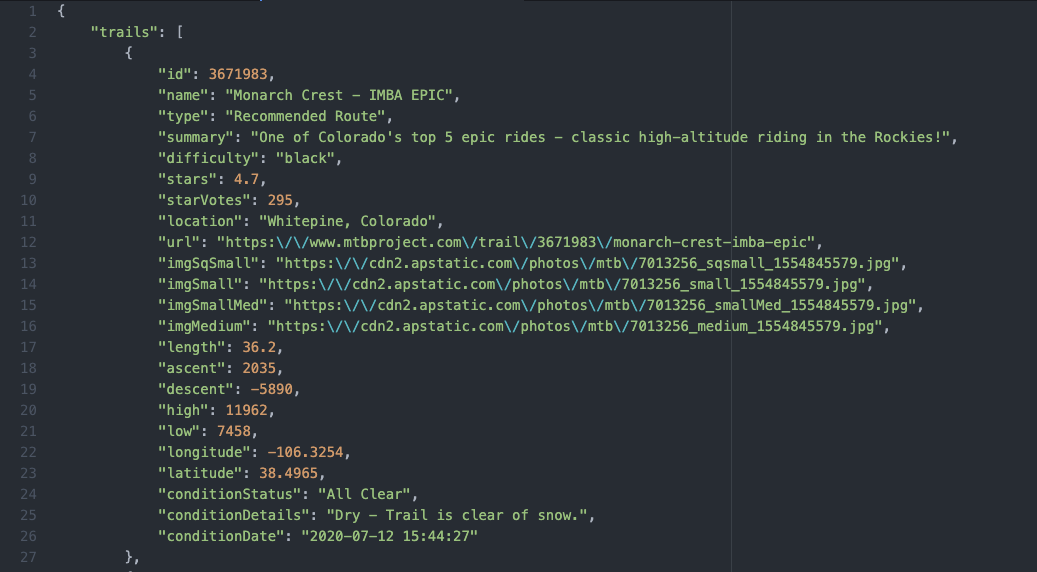 1 {
2 "trails": [
3 {
4 "id": 3671983,
5 "name": "Monarch Crest - IMBA EPIC",
6 "type": "Recommended Route",
7 "summary": "One of Colorado's top 5 epic rides - classic high-altitude riding in the Rockies!",
8 "difficulty": "black",
9 "stars": 4.7,
10 "starVotes": 295,
11 "location": "Whitepine, Colorado",
12 "url": "https:\/\/www.mtbproject.com\/trail\/3671983\/monarch-crest-imba-epic",
13 "imgSqSmall": "https:\/\/cdn2.apstatic.com\/photos\/mtb\/7013256_sqsmall_1554845579.jpg",
14 "imgSmall": "https:\/\/cdn2.apstatic.com\/photos\/mtb\/7013256_small_1554845579.jpg",
15 "imgSmallMed": "https:\/\/cdn2.apstatic.com\/photos\/mtb\/7013256_smallMed_1554845579.jpg",
16 "imgMedium": "https:\/\/cdn2.apstatic.com\/photos\/mtb\/7013256_medium_1554845579.jpg",
17 "length": 36.2,
18 "ascent": 2035,
19 "descent": -5890,
20 "high": 11962,
21 "low": 7458,
22 "longitude": -106.3254,
23 "latitude": 38.4965,
24 "conditionStatus": "All Clear",
25 "conditionDetails": "Dry - Trail is clear of snow.",
26 "conditionDate": "2020-07-12 15:44:27"
27 },